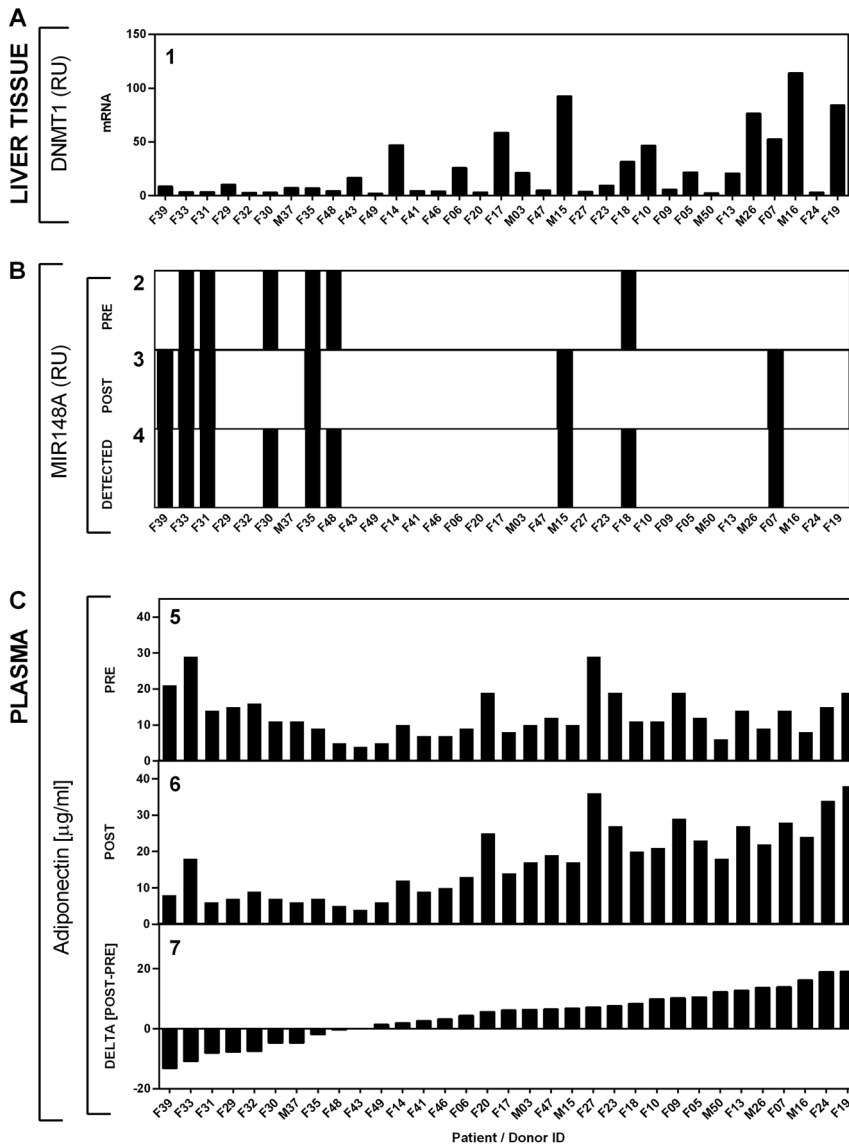 A
LIVER TISSUE
DNMT1 (RU)
mRNA
150
100
50
0
1
F39 F33 F31 F29 F32 F30 M37 F35 F48 F43 F49 F14 F41 F46 F06 F20 F17 M03 F47 M15 F27 F23 F18 F10 F09 F05 M50 F13 M26 F07 M16 F24 F19
B
MIR148A (RU)
PRE
2
POST
3
DETECTED
4
F39 F33 F31 F29 F32 F30 M37 F35 F48 F43 F49 F14 F41 F46 F06 F20 F17 M03 F47 M15 F27 F23 F18 F10 F09 F05 M50 F13 M26 F07 M16 F24 F19
C
PLASMA
Adiponectin [µg/ml]
PRE
40
30
20
10
0
5
POST
40
30
20
10
0
6
DELTA [POST-PRE]
20
0
-20
7
F39 F33 F31 F29 F32 F30 M37 F35 F48 F43 F49 F14 F41 F46 F06 F20 F17 M03 F47 M15 F27 F23 F18 F10 F09 F05 M50 F13 M26 F07 M16 F24 F19
Patient / Donor ID